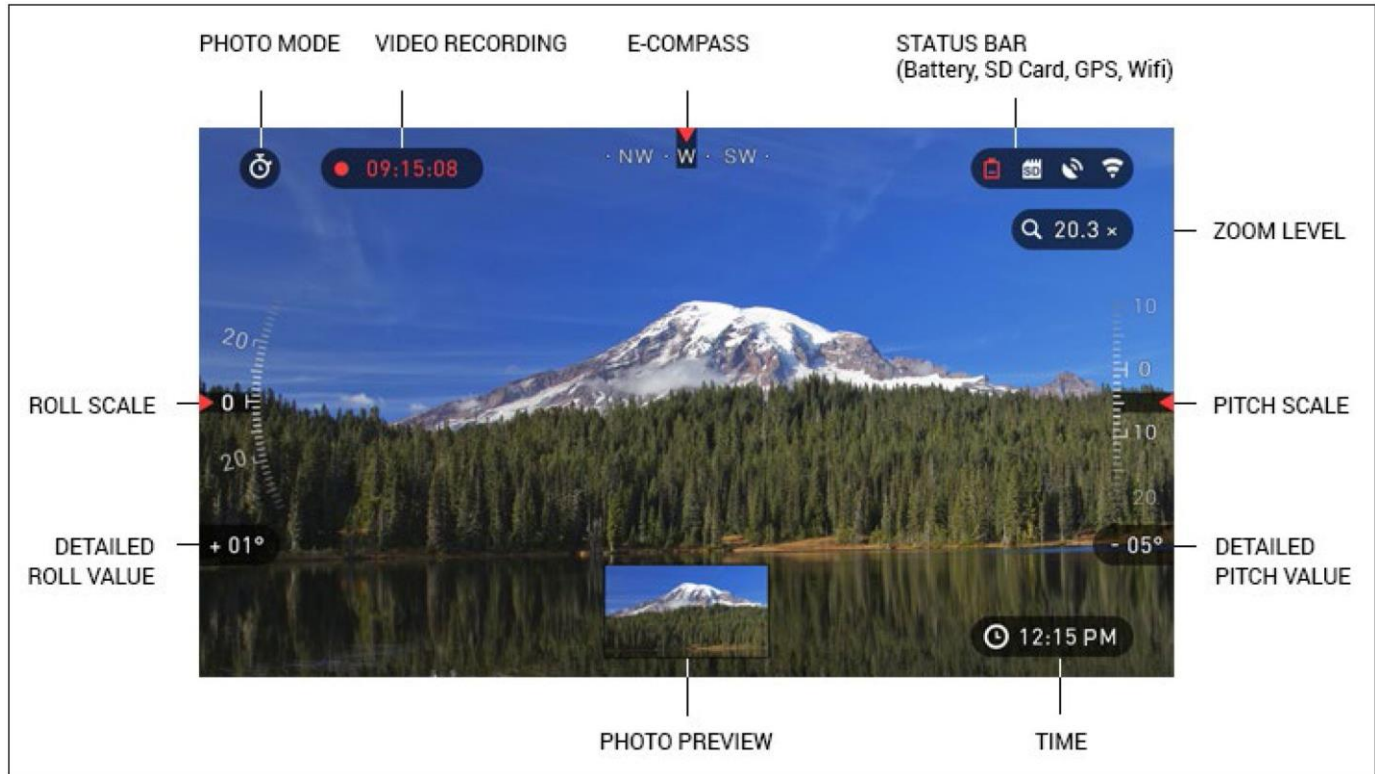 PHOTO MODE
VIDEO RECORDING
E-COMPASS
STATUS BAR
(Battery, SD Card, GPS, Wifi)
09:15:08
· NW · W · SW ·
SD
20.3 ×
ZOOM LEVEL
10
20
0
ROLL SCALE
0
PITCH SCALE
10
20
20
DETAILED
ROLL VALUE
+ 01°
- 05°
DETAILED
PITCH VALUE
12:15 PM
PHOTO PREVIEW
TIME